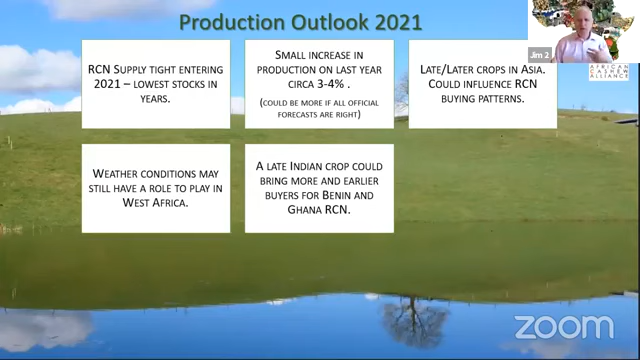 Production Outlook 2021
Jim 2
RCN SUPPLY TIGHT ENTERING
2021 – LOWEST STOCKS IN
YEARS.
SMALL INCREASE IN
PRODUCTION ON LAST YEAR
CIRCA 3-4% .
(COULD BE MORE IF ALL OFFICIAL
FORECASTS ARE RIGHT)
LATE/LATER CROPS IN ASIA.
COULD INFLUENCE RCN
BUYING PATTERNS.
AFRICAN
CASHEW
ALLIANCE
WEATHER CONDITIONS MAY
STILL HAVE A ROLE TO PLAY IN
WEST AFRICA.
A LATE INDIAN CROP COULD
BRING MORE AND EARLIER
BUYERS FOR BENIN AND
GHANA RCN.
zoom